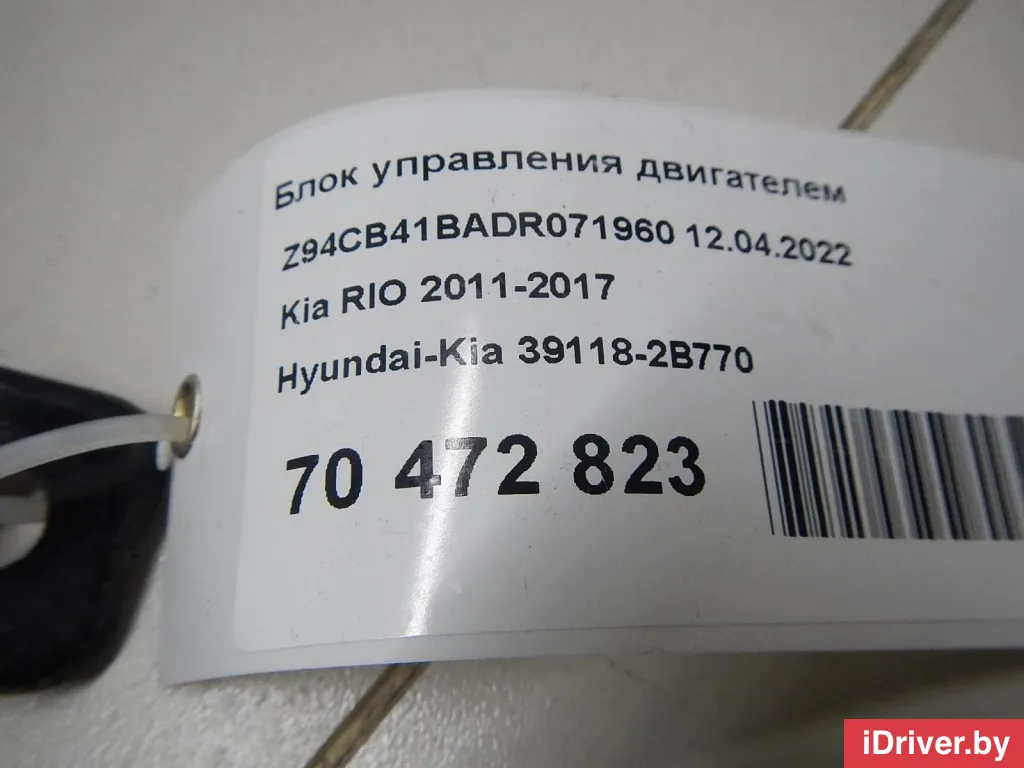 Блок управления двигателем
Z94CB41BADR071960 12.04.2022
Kia RIO 2011-2017
Hyundai-Kia 39118-2B770
70 472 823
iDriver.by